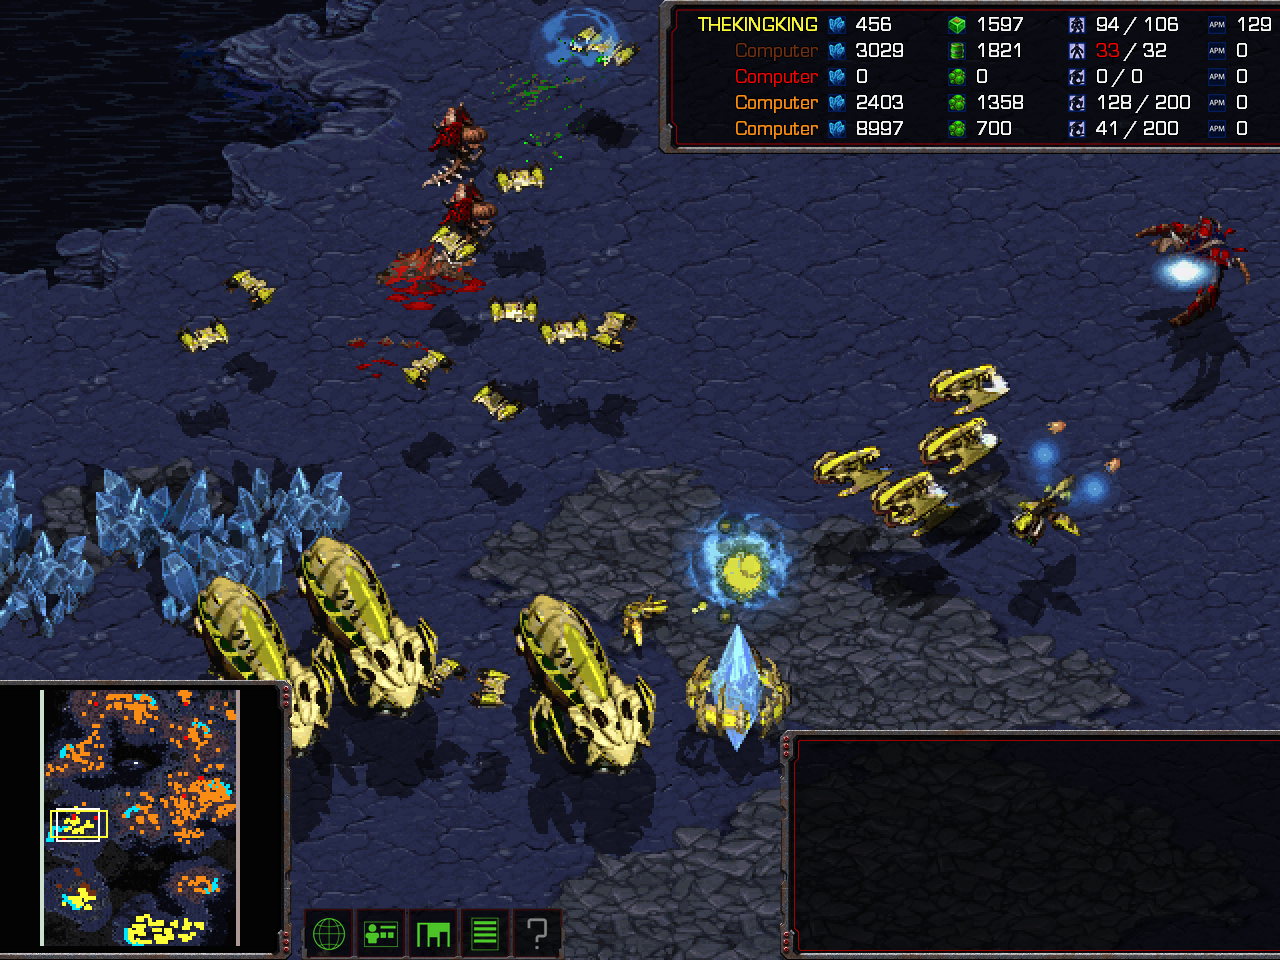 THEKINGKING 456 1597 94 / 106 APM 129
Computer 3029 1821 33 / 32 APM 0
Computer 0 0 0 / 0 APM 0
Computer 2403 1358 128 / 200 APM 0
Computer 8997 700 41 / 200 APM 0
?